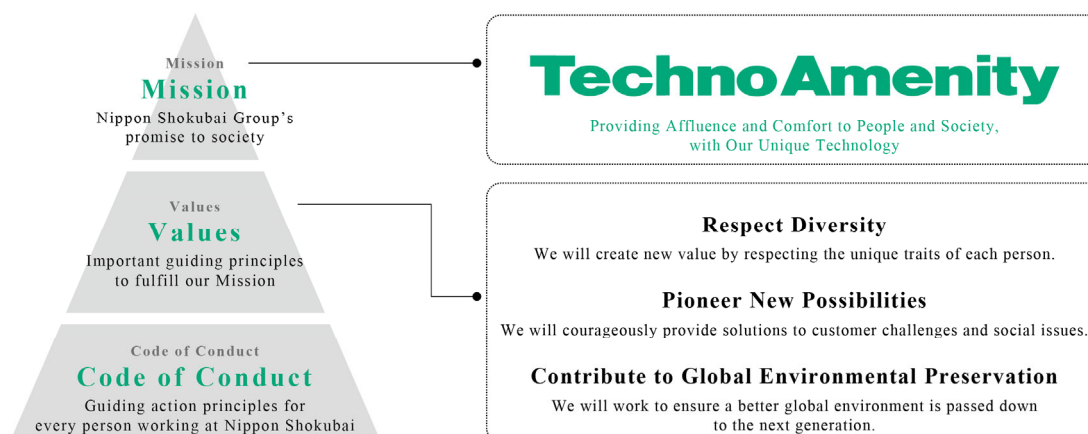 Mission
Mission
Nippon Shokubai Group's
promise to society
TechnoAmenity
Providing Affluence and Comfort to People and Society,
with Our Unique Technology
Values
Values
Important guiding principles
to fulfill our Mission
Respect Diversity
We will create new value by respecting the unique traits of each person.
Pioneer New Possibilities
We will courageously provide solutions to customer challenges and social issues.
Contribute to Global Environmental Preservation
We will work to ensure a better global environment is passed down
to the next generation.
Code of Conduct
Code of Conduct
Guiding action principles for
every person working at Nippon Shokubai